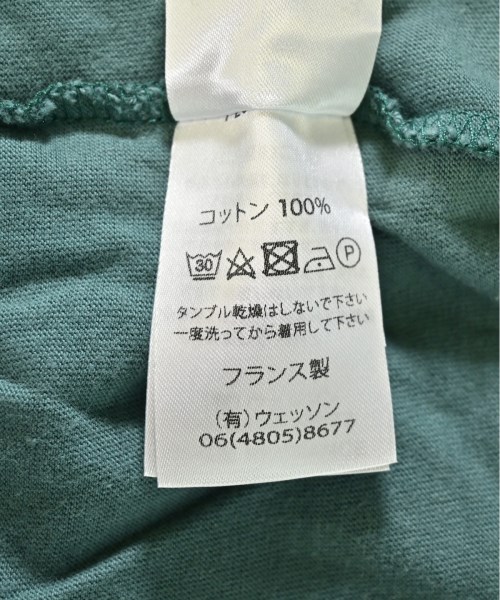 コットン 100%
30 P
タンブル乾燥はしないで下さい
一度洗ってから着用して下さい
フランス製
(有)ウェッソン
06(4805)8677